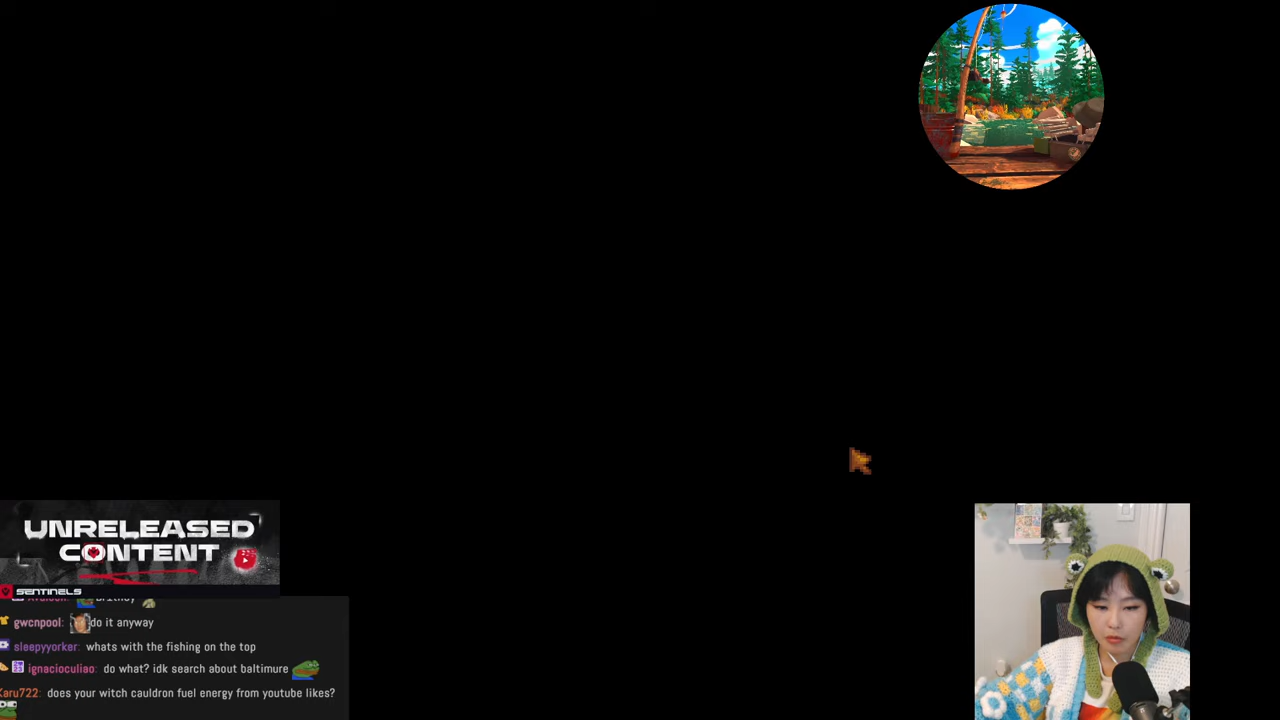 UNRELEASED
CONTENT
SENTINELS
gwcnpool: do it anyway
sleepyyorker: whats with the fishing on the top
ignacioculiao: do what? idk search about baltimure
Karu722: does your witch cauldron fuel energy from youtube likes?